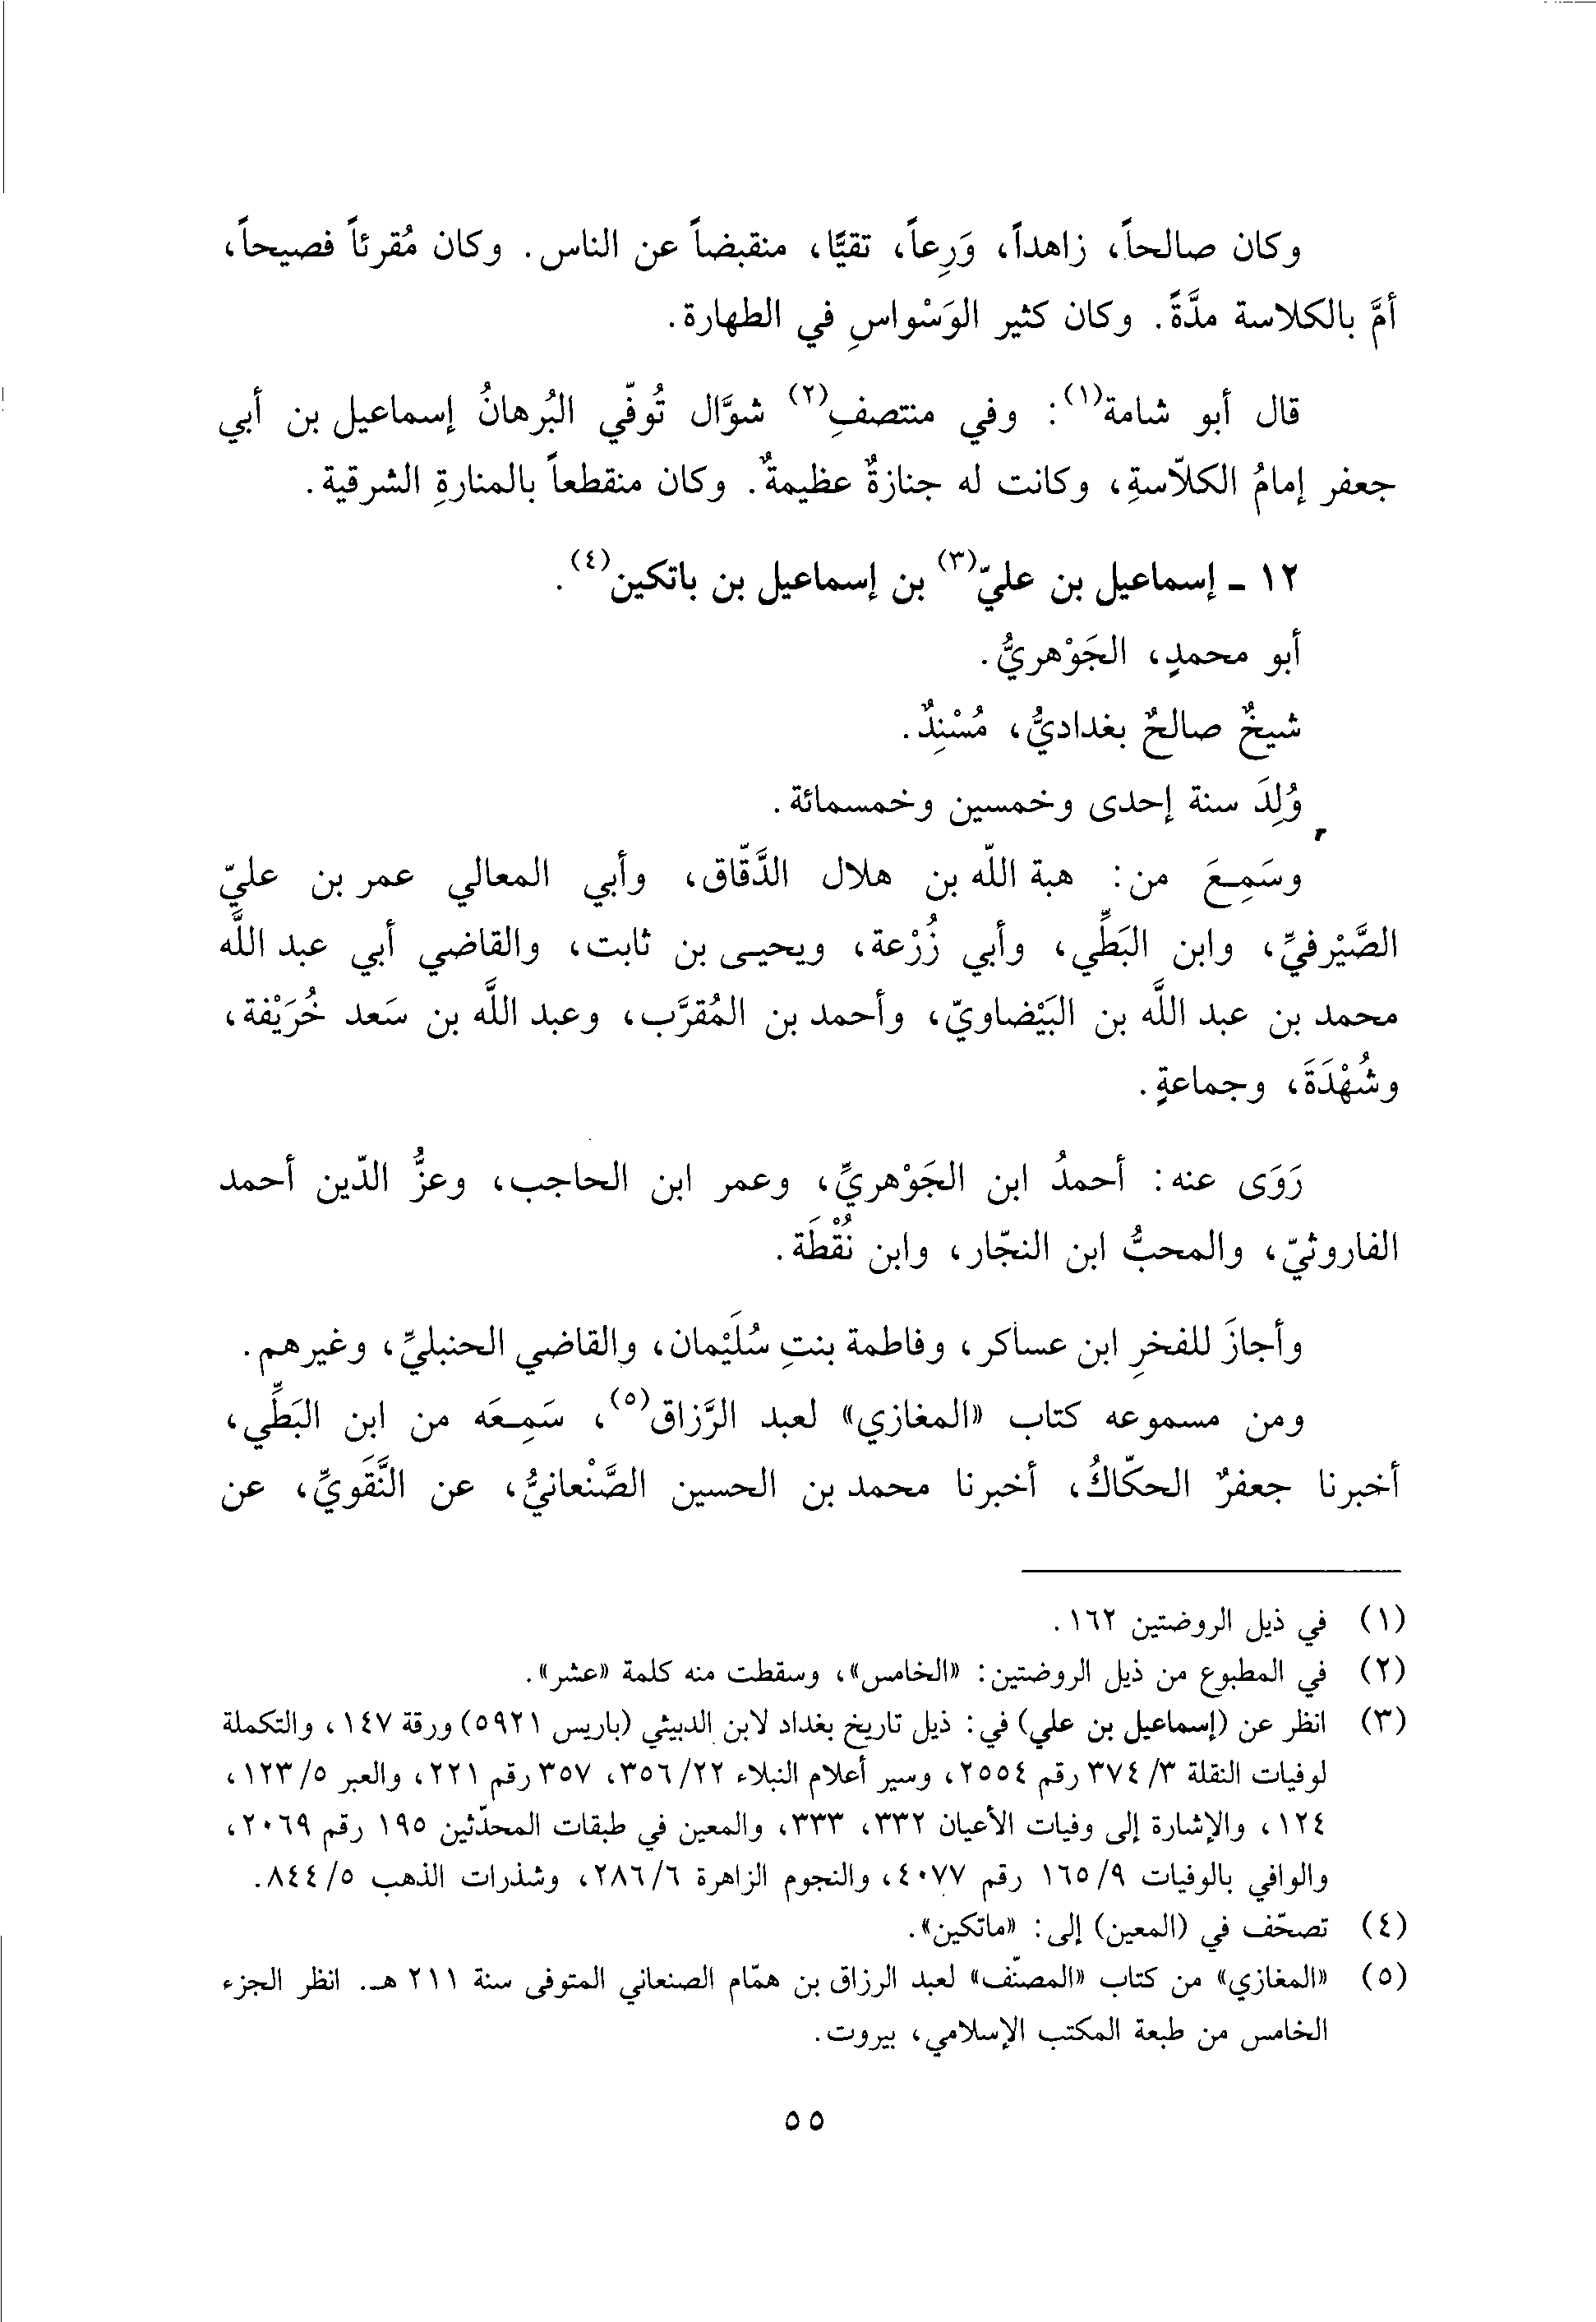 وكان صالحاً، زاهداً، وَرِعاً، تقيًّا، منقبضاً عن الناس. وكان مُقرئاً فصيحاً،
أمَّ بالكلاسة مدَّةً. وكان كثير الوَسْواسِ في الطهارة.
قال أبو شامة(١): وفي منتصفِ(٢) شوَّال تُوفّي البُرهانُ إسماعيل بن أبي
جعفر إمامُ الكلاّسةِ، وكانت له جنازةٌ عظيمةٌ. وكان منقطعاً بالمنارةِ الشرقية.
١٢ - إسماعيل بن عليّ(٣) بن إسماعيل بن باتكين(٤).
أبو محمدٍ، الجَوْهريُّ.
شيخٌ صالحٌ بغداديُّ، مُسْنِدٌ.
وُلِدَ سنة إحدى وخمسين وخمسمائة.
وسَمِعَ من: هبة اللّه بن هلال الدَّقّاق، وأبي المعالي عمر بن عليّ
الصَّيْرفيِّ، وابن البَطِّي، وأبي زُرْعة، ويحيى بن ثابت، والقاضي أبي عبد اللَّه
محمد بن عبد اللَّه بن البَيْضاويّ، وأحمد بن المُقرَّب، وعبد اللَّه بن سَعد خُرَيْفة،
وشُهْدَةَ، وجماعةٍ.
رَوَى عنه: أحمدُ ابن الجَوْهريِّ، وعمر ابن الحاجب، وعزُّ الدّين أحمد
الفاروثيّ، والمحبُّ ابن النجّار، وابن نُقْطَة.
وأجازَ للفخرِ ابن عساكر، وفاطمة بنتِ سُلَيْمان، والقاضي الحنبليِّ، وغيرهم.
ومن مسموعه كتاب «المغازي» لعبد الرَّزاق(٥)، سَمِعَه من ابن البَطِّي،
أخبرنا جعفرٌ الحكّاكُ، أخبرنا محمد بن الحسين الصَّنْعانيُّ، عن النَّقَويِّ، عن
(١) في ذيل الروضتين ١٦٢.
(٢) في المطبوع من ذيل الروضتين: «الخامس»، وسقطت منه كلمة «عشر».
(٣) انظر عن (إسماعيل بن علي) في: ذيل تاريخ بغداد لابن الدبيثي (باريس ٥٩٢١) ورقة ١٤٧، والتكملة
لوفيات النقلة ٣/ ٣٧٤ رقم ٢٥٥٤، وسير أعلام النبلاء ٢٢/ ٣٥٦، ٣٥٧ رقم ٢٢١، والعبر ٥/ ١٢٣،
١٢٤، والإشارة إلى وفيات الأعيان ٣٣٢، ٣٣٣، والمعين في طبقات المحدّثين ١٩٥ رقم ٢٠٦٩،
والوافي بالوفيات ٩/ ١٦٥ رقم ٤٠٧٧، والنجوم الزاهرة ٦/ ٢٨٦، وشذرات الذهب ٥/ ٨٤٤.
(٤) تصحّف في (المعين) إلى: «ماتكين».
(٥) «المغازي» من كتاب «المصنّف» لعبد الرزاق بن همّام الصنعاني المتوفى سنة ٢١١ هـ. انظر الجزء
الخامس من طبعة المكتب الإسلامي، بيروت.
٥٥